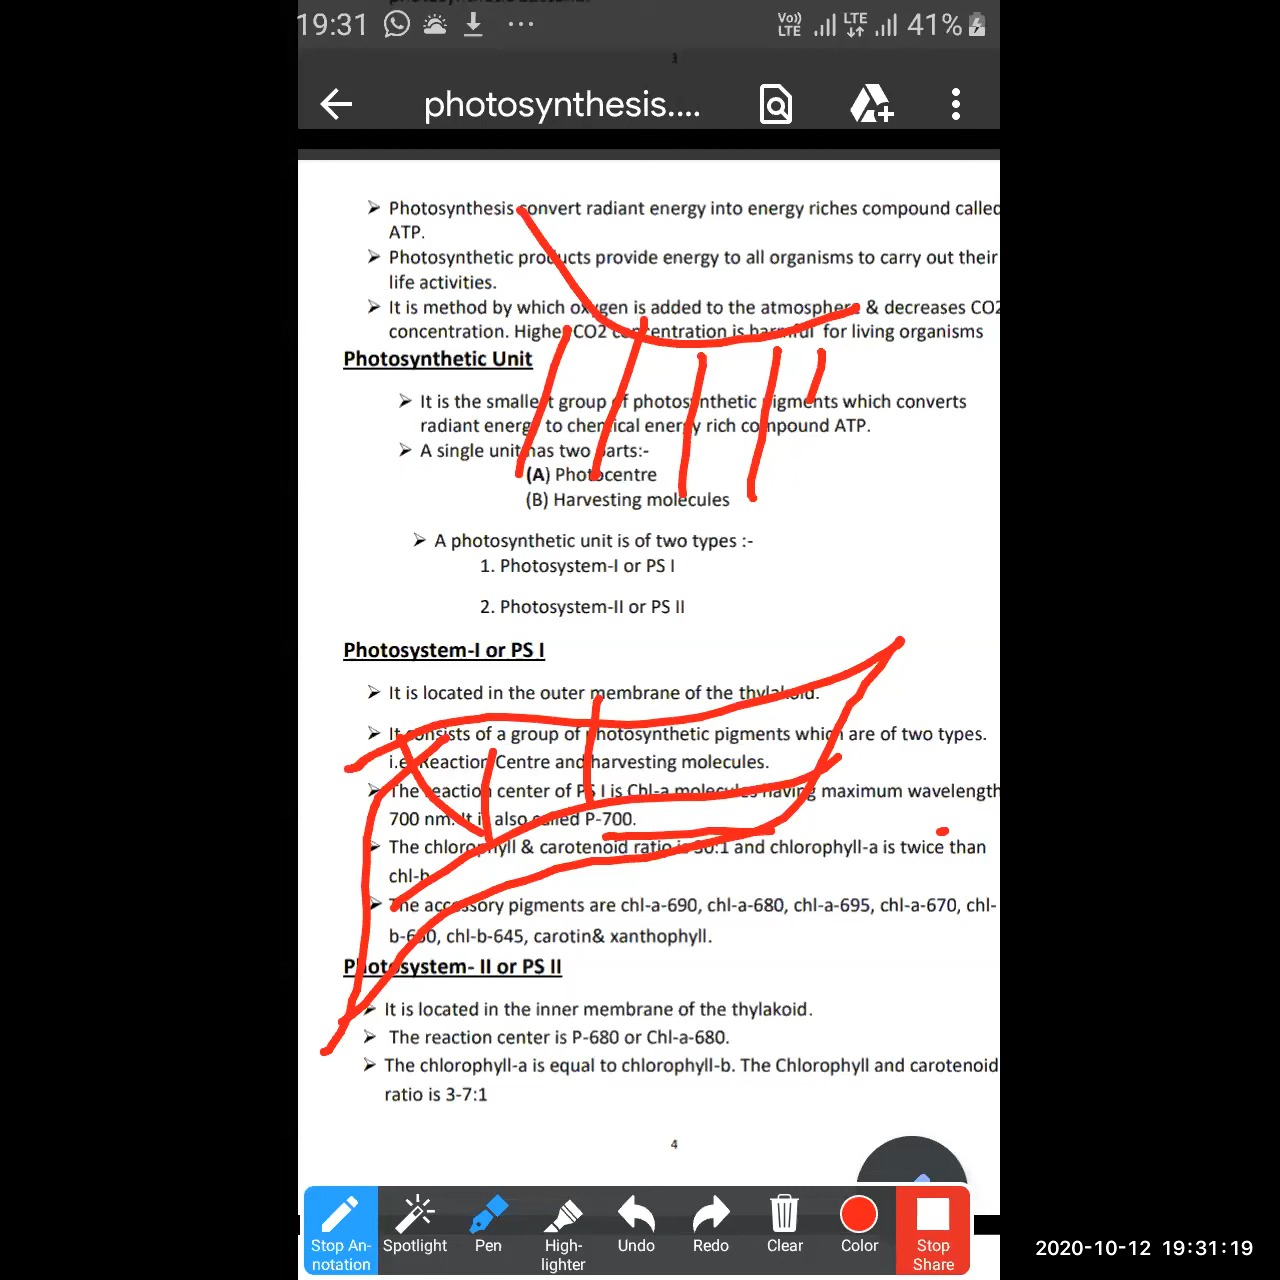 19:31 Vo)) LTE LTE 41%
3
photosynthesis....
Photosynthesis convert radiant energy into energy riches compound called
ATP.
Photosynthetic products provide energy to all organisms to carry out their
life activities.
It is method by which oxygen is added to the atmosphere & decreases CO2
concentration. Higher CO2 concentration is harmful for living organisms
Photosynthetic Unit
It is the smallest group of photosynthetic pigments which converts
radiant energy to chemical energy rich compound ATP.
A single unit has two parts:-
(A) Photocentre
(B) Harvesting molecules
A photosynthetic unit is of two types :-
1. Photosystem-I or PS I
2. Photosystem-II or PS II
Photosystem-I or PS I
It is located in the outer membrane of the thylakoid.
It consists of a group of photosynthetic pigments which are of two types.
i.e. Reaction Centre and harvesting molecules.
The reaction center of PS I is Chl-a molecules having maximum wavelength
700 nm. It is also called P-700.
The chlorophyll & carotenoid ratio is 30:1 and chlorophyll-a is twice than
chl-b
The accessory pigments are chl-a-690, chl-a-680, chl-a-695, chl-a-670, chl-
chl-b-645, carotin& xanthophyll.
Photosystem- II or PS II
It is located in the inner membrane of the thylakoid.
The reaction center is P-680 or Chl-a-680.
The chlorophyll-a is equal to chlorophyll-b. The Chlorophyll and carotenoid
ratio is 3-7:1
4
Stop An-
notation
Spotlight
Pen
High-
lighter
Undo
Redo
Clear
Color
Stop
Share
2020-10-12 19:31:19